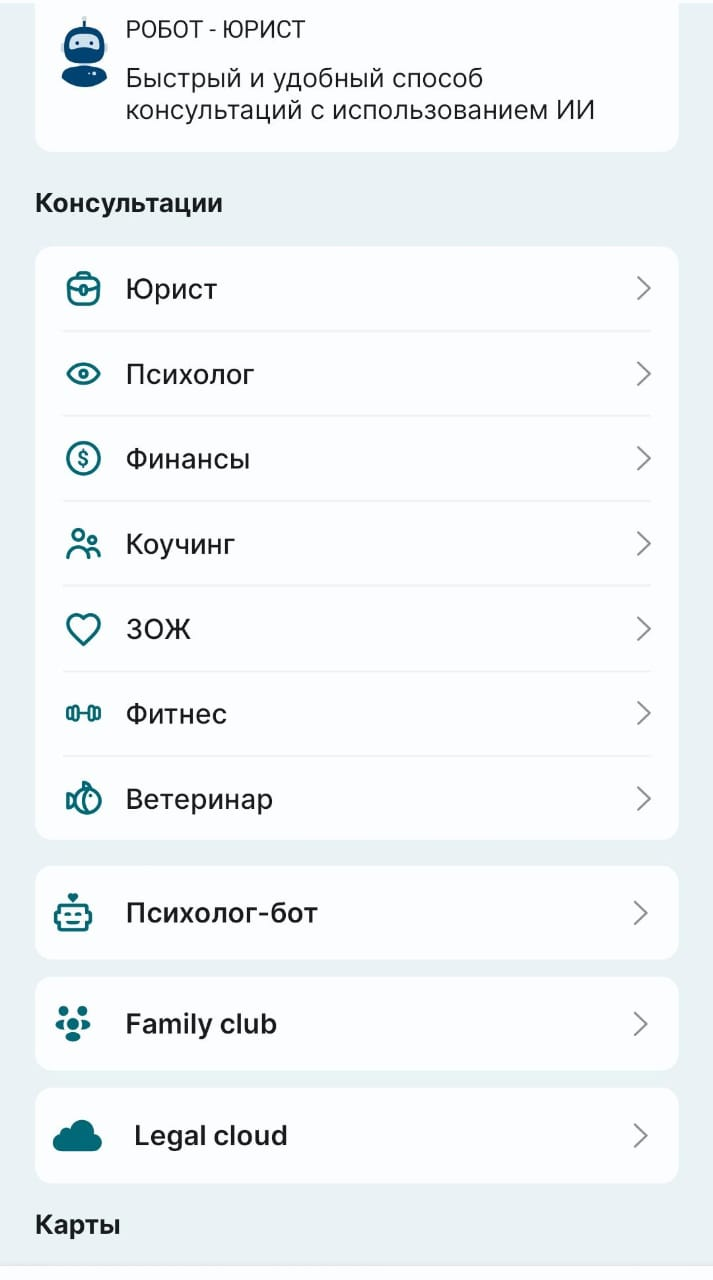 РОБОТ - ЮРИСТ
Быстрый и удобный способ
консультаций с использованием ИИ
Консультации
Юрист
Психолог
Финансы
Коучинг
ЗОЖ
Фитнес
Ветеринар
Психолог-бот
Family club
Legal cloud
Карты